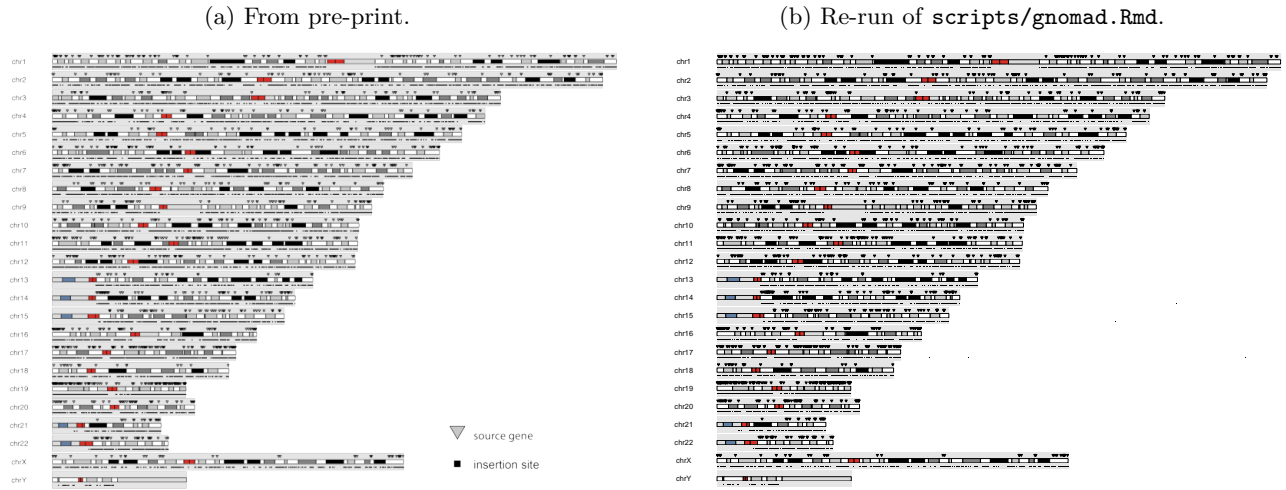 (a) From pre-print.
(b) Re-run of scripts/gnomad.Rmd.
chr1
chr2
chr3
chr4
chr5
chr6
chr7
chr8
chr9
chr10
chr11
chr12
chr13
chr14
chr15
chr16
chr17
chr18
chr19
chr20
chr21
chr22
chrX
chrY
source gene
insertion site
chr1
chr2
chr3
chr4
chr5
chr6
chr7
chr8
chr9
chr10
chr11
chr12
chr13
chr14
chr15
chr16
chr17
chr18
chr19
chr20
chr21
chr22
chrX
chrY